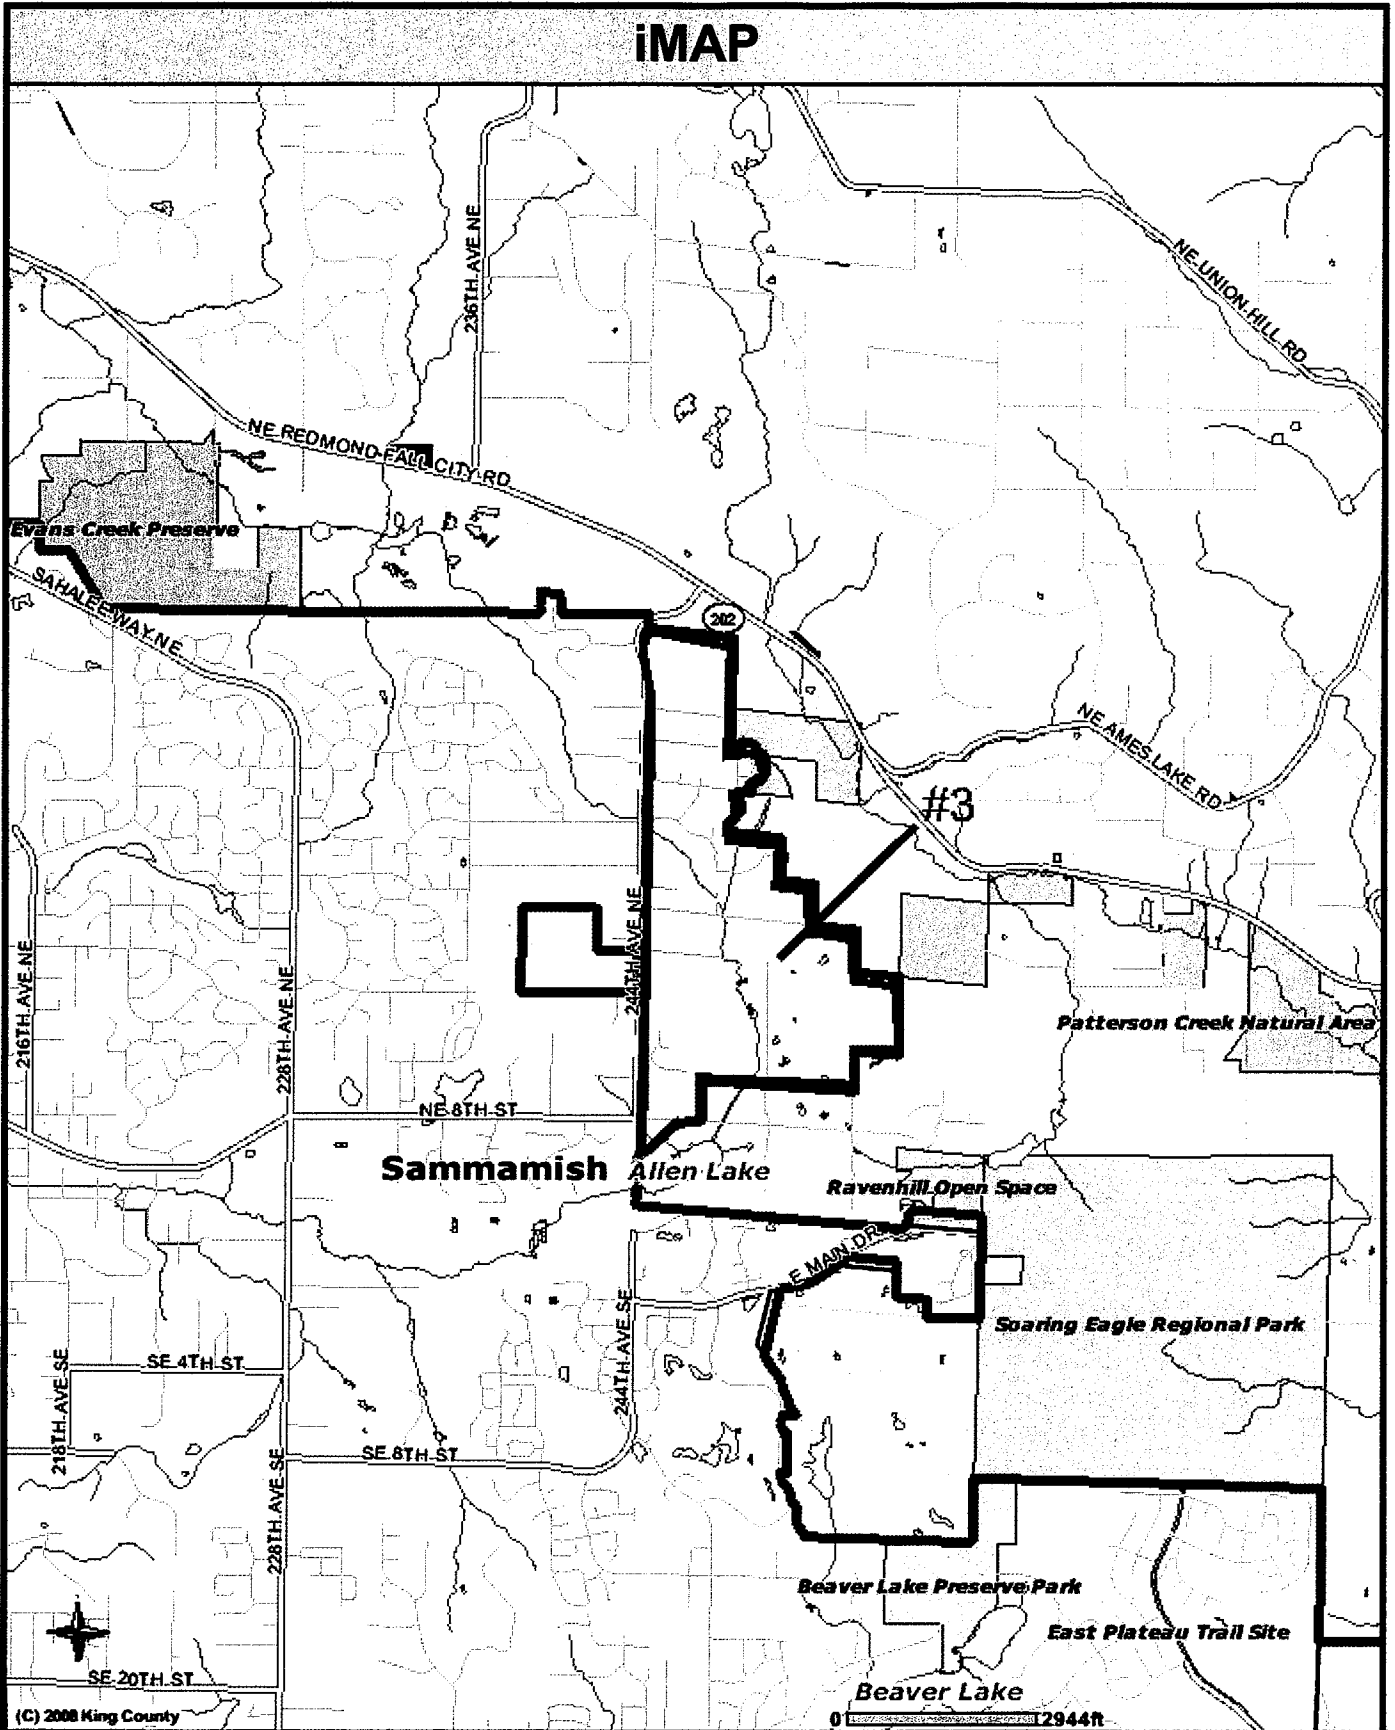 iMAP
236TH AVE NE
NE UNION HILL RD
NE REDMOND-FALL CITY RD
Evans Creek Preserve
SAHALEE WAY NE
202
NE AMES LAKE RD
#3
244TH AVE NE
216TH AVE NE
228TH AVE NE
Patterson Creek Natural Area
NE 8TH ST
Sammamish
Allen Lake
Ravenhill Open Space
E MAIN DR
Soaring Eagle Regional Park
244TH AVE SE
SE 4TH ST
218TH AVE SE
SE 8TH ST
228TH AVE SE
Beaver Lake Preserve Park
East Plateau Trail Site
SE 20TH ST
Beaver Lake
(C) 2008 King County
0 2944ft